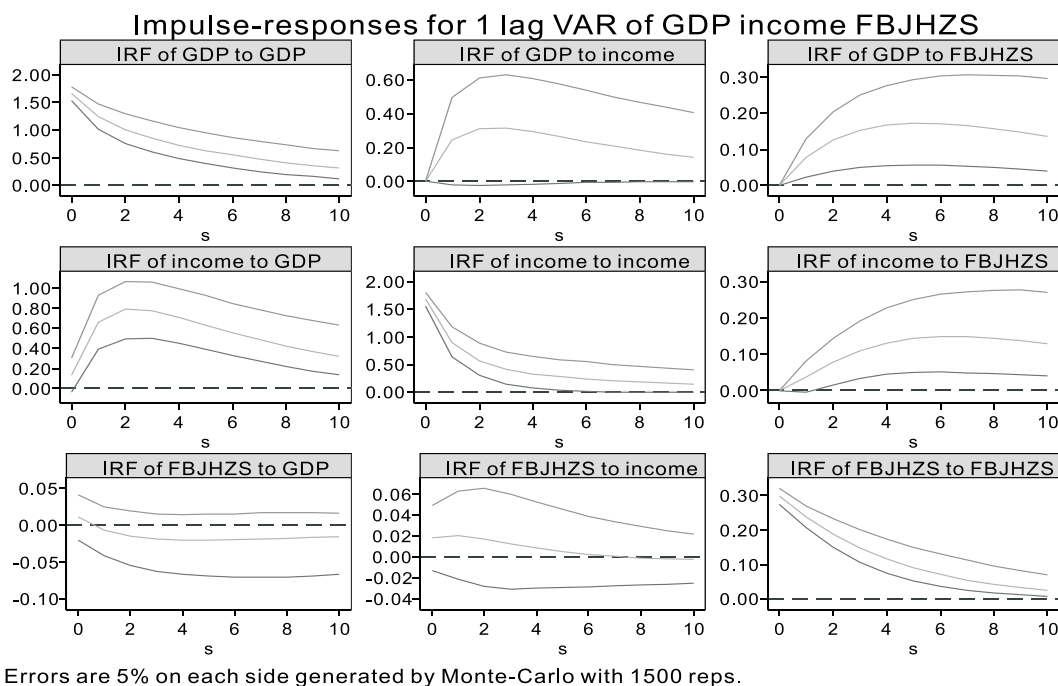 Impulse-responses for 1 lag VAR of GDP income FBJHZS
IRF of GDP to GDP
2.00
1.50
1.00
0.50
0.00
0 2 4 6 8 10
s
IRF of GDP to income
0.60
0.40
0.20
0.00
0 2 4 6 8 10
s
IRF of GDP to FBJHZS
0.30
0.20
0.10
0.00
0 2 4 6 8 10
s
IRF of income to GDP
1.00
0.80
0.60
0.40
0.20
0.00
0 2 4 6 8 10
s
IRF of income to income
2.00
1.50
1.00
0.50
0.00
0 2 4 6 8 10
s
IRF of income to FBJHZS
0.30
0.20
0.10
0.00
0 2 4 6 8 10
s
IRF of FBJHZS to GDP
0.05
0.00
-0.05
-0.10
0 2 4 6 8 10
s
IRF of FBJHZS to income
0.06
0.04
0.02
0.00
-0.02
-0.04
0 2 4 6 8 10
s
IRF of FBJHZS to FBJHZS
0.30
0.20
0.10
0.00
0 2 4 6 8 10
s
Errors are 5% on each side generated by Monte-Carlo with 1500 reps.